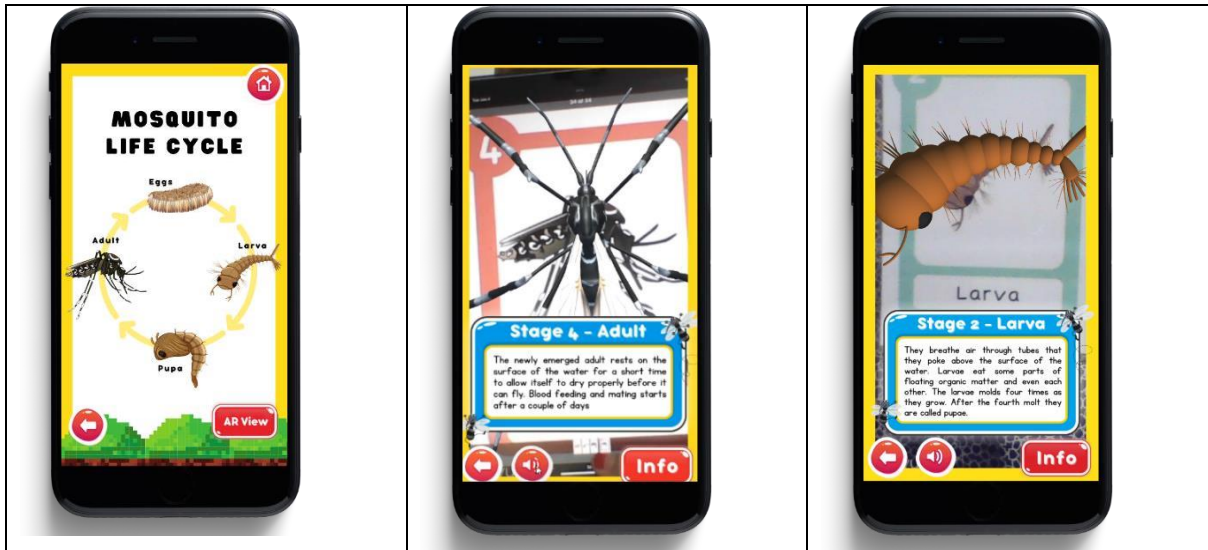 MOSQUITO
LIFE CYCLE
Eggs
Adult
Larva
Pupa
AR View
4
Stage 4 - Adult
The newly emerged adult rests on the
surface of the water for a short time
to allow itself to dry properly before it
can fly. Blood feeding and mating starts
after a couple of days
Info
2
Larva
Stage 2 - Larva
They breathe air through tubes that
they poke above the surface of the
water. Larvae eat some parts of
floating organic matter and even each
other. The larvae molds four times as
they grow. After the fourth molt they
are called pupae.
Info